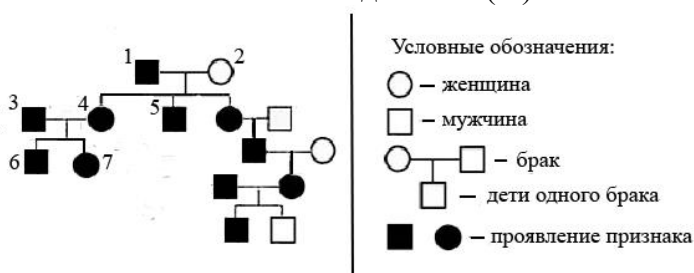 1
2
3
4
5
6
7
Условные обозначения:
– женщина
– мужчина
– брак
– дети одного брака
– проявление признака